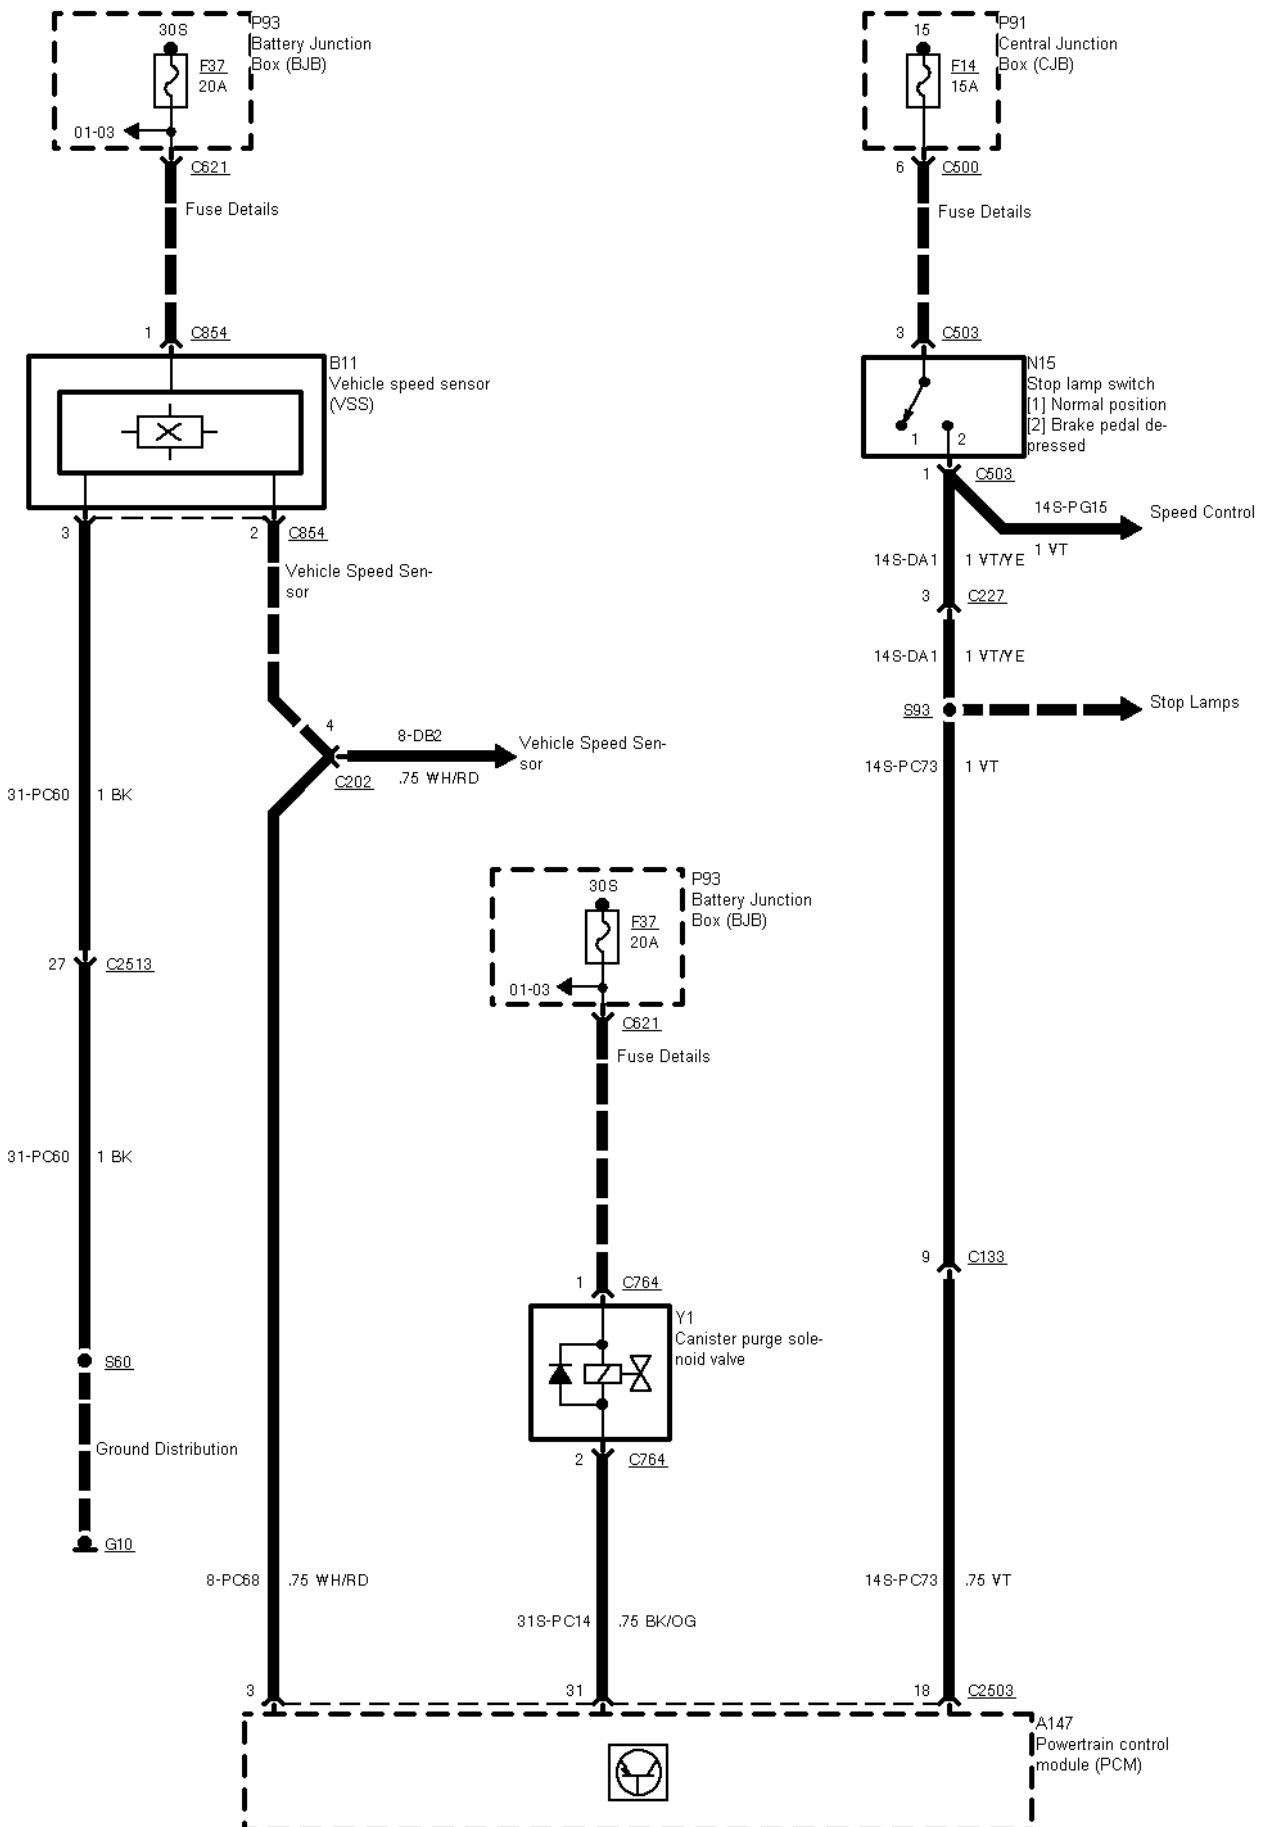 P93
Battery Junction
Box (BJB)
30S
F37
20A
01-03
C621
Fuse Details
1 C854
B11
Vehicle speed sensor
(VSS)
3
2 C854
Vehicle Speed Sen-
sor
4
8-DB2
.75 WH/RD
Vehicle Speed Sen-
sor
C202
31-PC60 1 BK
27 C2513
31-PC60 1 BK
S60
Ground Distribution
G10
8-PC68 .75 WH/RD
P93
Battery Junction
Box (BJB)
30S
F37
20A
01-03
C621
Fuse Details
1 C764
Y1
Canister purge sole-
noid valve
2 C764
31S-PC14 .75 BK/OG
P91
Central Junction
Box (CJB)
15
F14
15A
6 C500
Fuse Details
3 C503
N15
Stop lamp switch
[1] Normal position
[2] Brake pedal de-
pressed
1 2
1 C503
14S-PG15
1 VT
Speed Control
14S-DA1 1 VT/YE
3 C227
14S-DA1 1 VT/YE
S93
Stop Lamps
14S-PC73 1 VT
9 C133
14S-PC73 .75 VT
3 31 18 C2503
A147
Powertrain control
module (PCM)